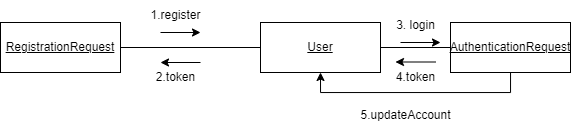 1.register
3. login
RegistrationRequest
User
AuthenticationRequest
2.token
4.token
5.updateAccount